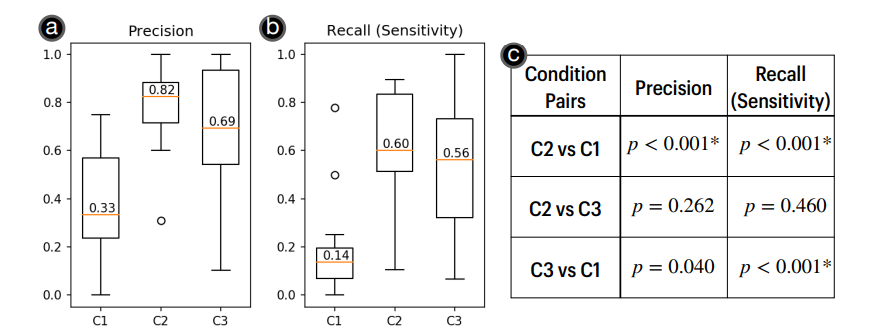 a
Precision
1.0
0.8
0.6
0.4
0.2
0.0
0.33
0.82
0.69
C1 C2 C3
b
Recall (Sensitivity)
1.0
0.8
0.6
0.4
0.2
0.0
0.14
0.60
0.56
C1 C2 C3
c
Condition Pairs Precision Recall (Sensitivity)
C2 vs C1 p < 0.001* p < 0.001*
C2 vs C3 p = 0.262 p = 0.460
C3 vs C1 p = 0.040 p < 0.001*